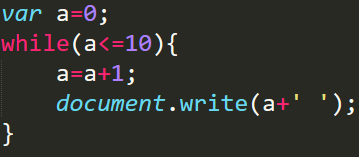 var a=0;
while(a<=10){
    a=a+1;
    document.write(a+' ');
}